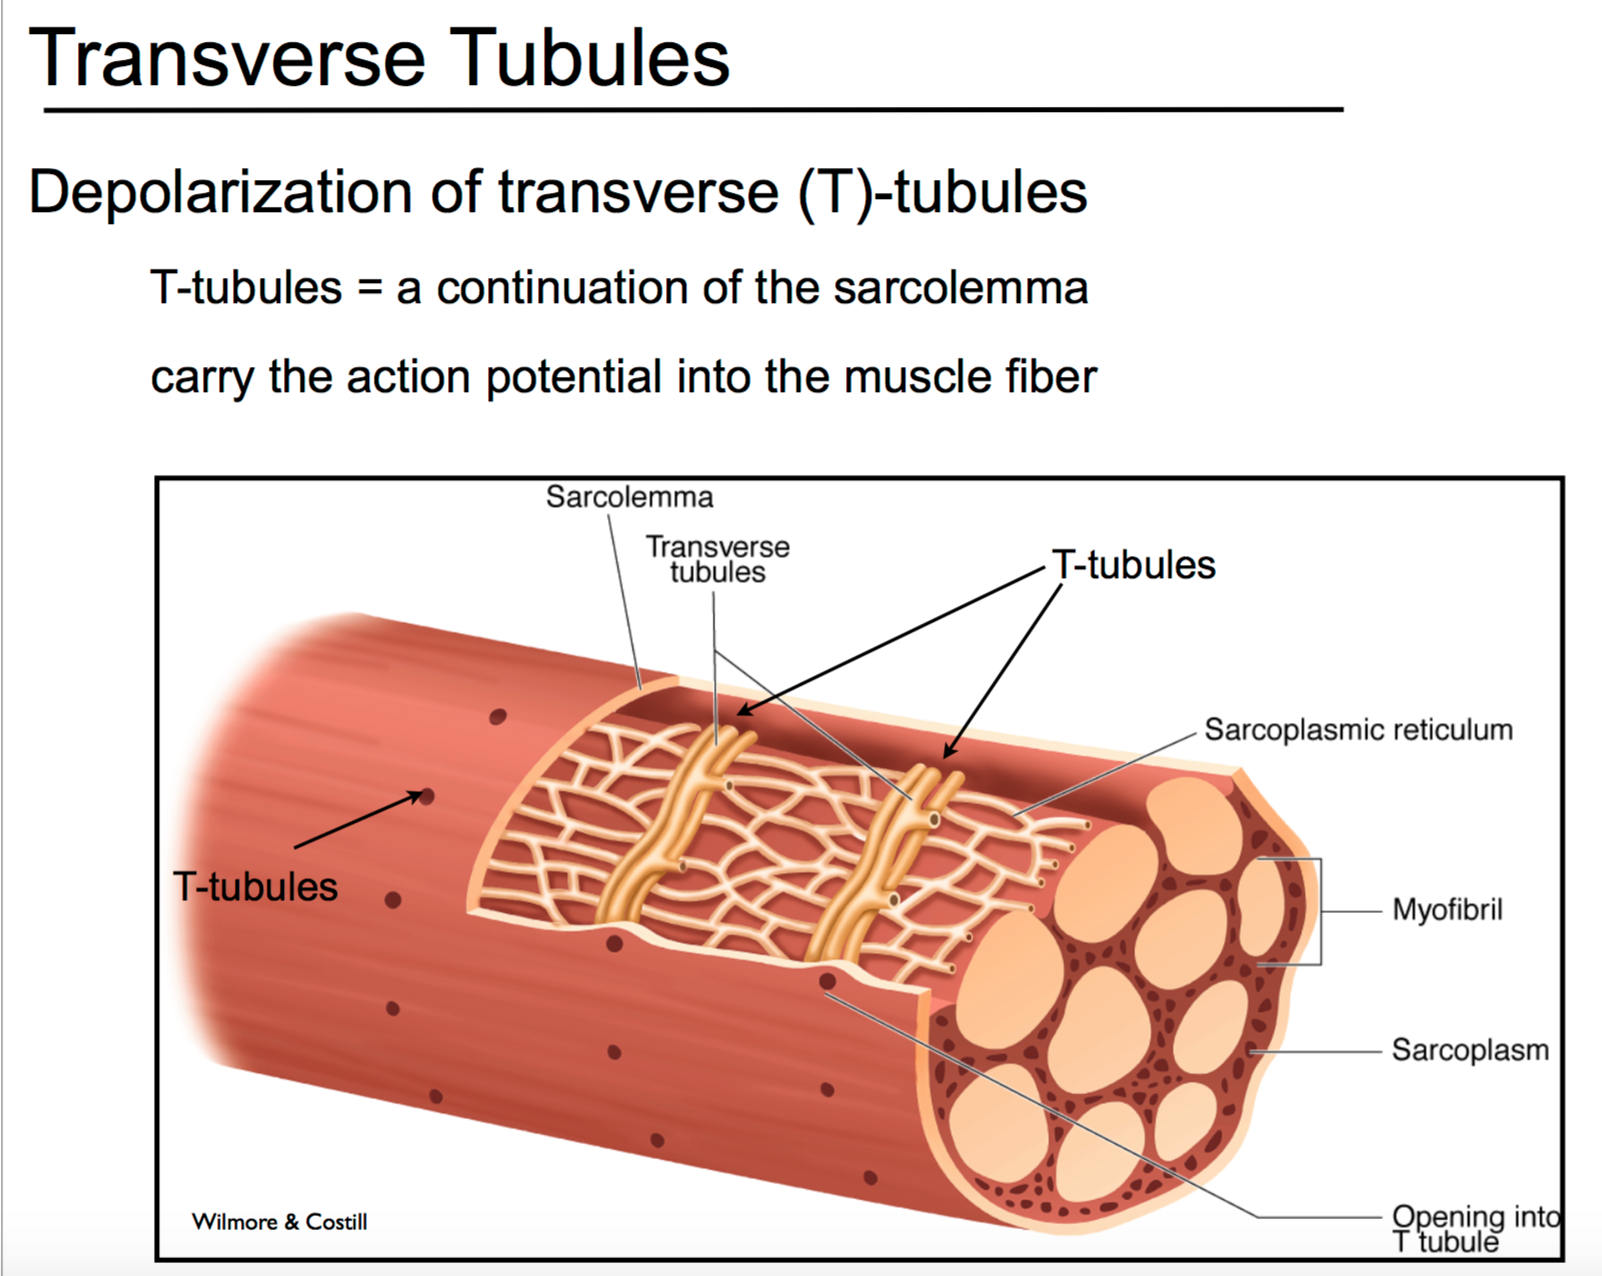 Transverse Tubules
Depolarization of transverse (T)-tubules
T-tubules = a continuation of the sarcolemma
carry the action potential into the muscle fiber
Sarcolemma
Transverse
tubules
T-tubules
Sarcoplasmic reticulum
T-tubules
Myofibril
Sarcoplasm
Wilmore & Costill
Opening into
T tubule